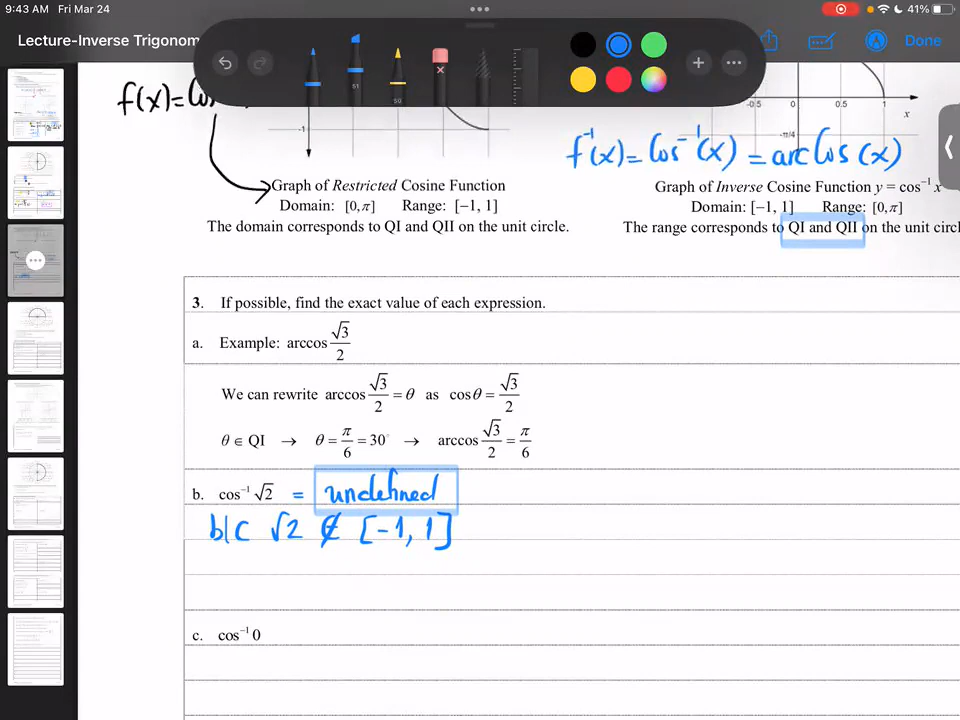 9:43 AM Fri Mar 24
41%
Lecture-Inverse Trigonom
Done
51
50
f(x)=Cos
-1
-0.5 0 0.5 1
x
-π/4
f⁻¹(x) = Cos⁻¹(x) = arc Cos (x)
Graph of Restricted Cosine Function
Domain: [0,π] Range: [−1, 1]
The domain corresponds to QI and QII on the unit circle.
Graph of Inverse Cosine Function y = cos⁻¹ x
Domain: [−1, 1] Range: [0,π]
The range corresponds to QI and QII on the unit circl
3. If possible, find the exact value of each expression.
a. Example: arccos √3/2
We can rewrite arccos √3/2 = θ as cosθ = √3/2
θ ∈ QI → θ = π/6 = 30° → arccos √3/2 = π/6
b. cos⁻¹ √2 = undefined
b/c √2 ∉ [-1, 1]
c. cos⁻¹ 0